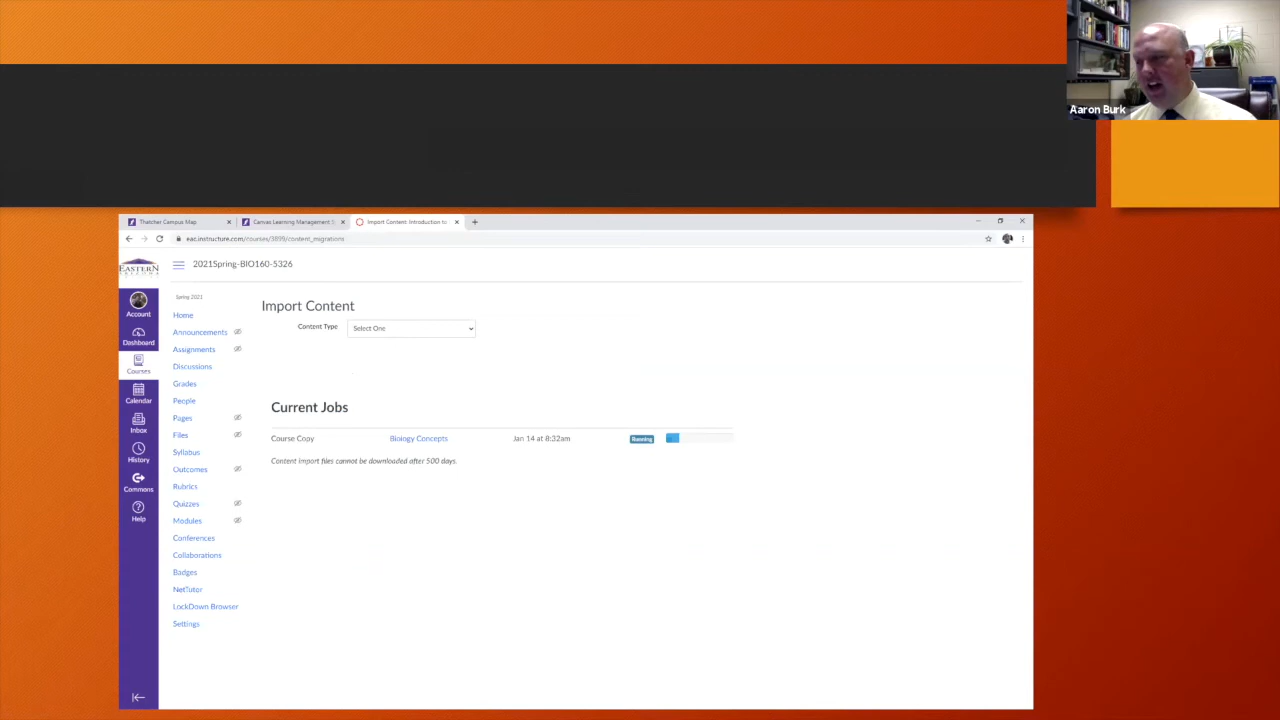 Aaron Burk
Thatcher Campus Map
Canvas Learning Management S
Import Content: Introduction to
eac.instructure.com/courses/3899/content_migrations
EASTERN
ARIZONA
2021Spring-BIO160-5326
Account
Dashboard
Courses
Calendar
Inbox
History
Commons
Help
Spring 2021
Home
Announcements
Assignments
Discussions
Grades
People
Pages
Files
Syllabus
Outcomes
Rubrics
Quizzes
Modules
Conferences
Collaborations
Badges
NetTutor
LockDown Browser
Settings
Import Content
Content Type Select One
Current Jobs
Course Copy Biology Concepts Jan 14 at 8:32am Running
Content import files cannot be downloaded after 500 days.